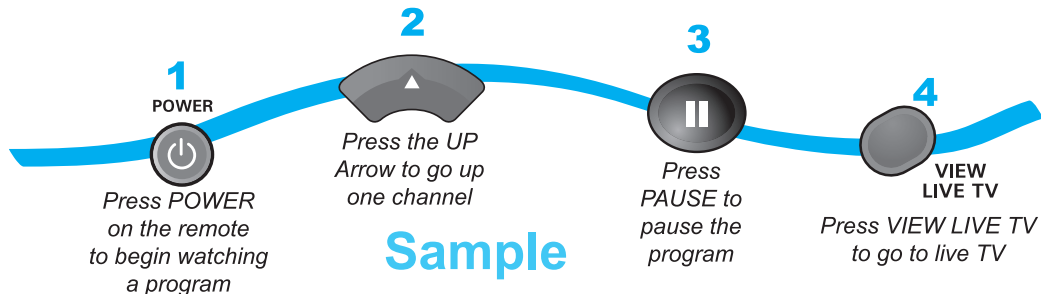 1
POWER
Press POWER
on the remote
to begin watching
a program
2
Press the UP
Arrow to go up
one channel
3
Press
PAUSE to
pause the
program
4
VIEW
LIVE TV
Press VIEW LIVE TV
to go to live TV
Sample